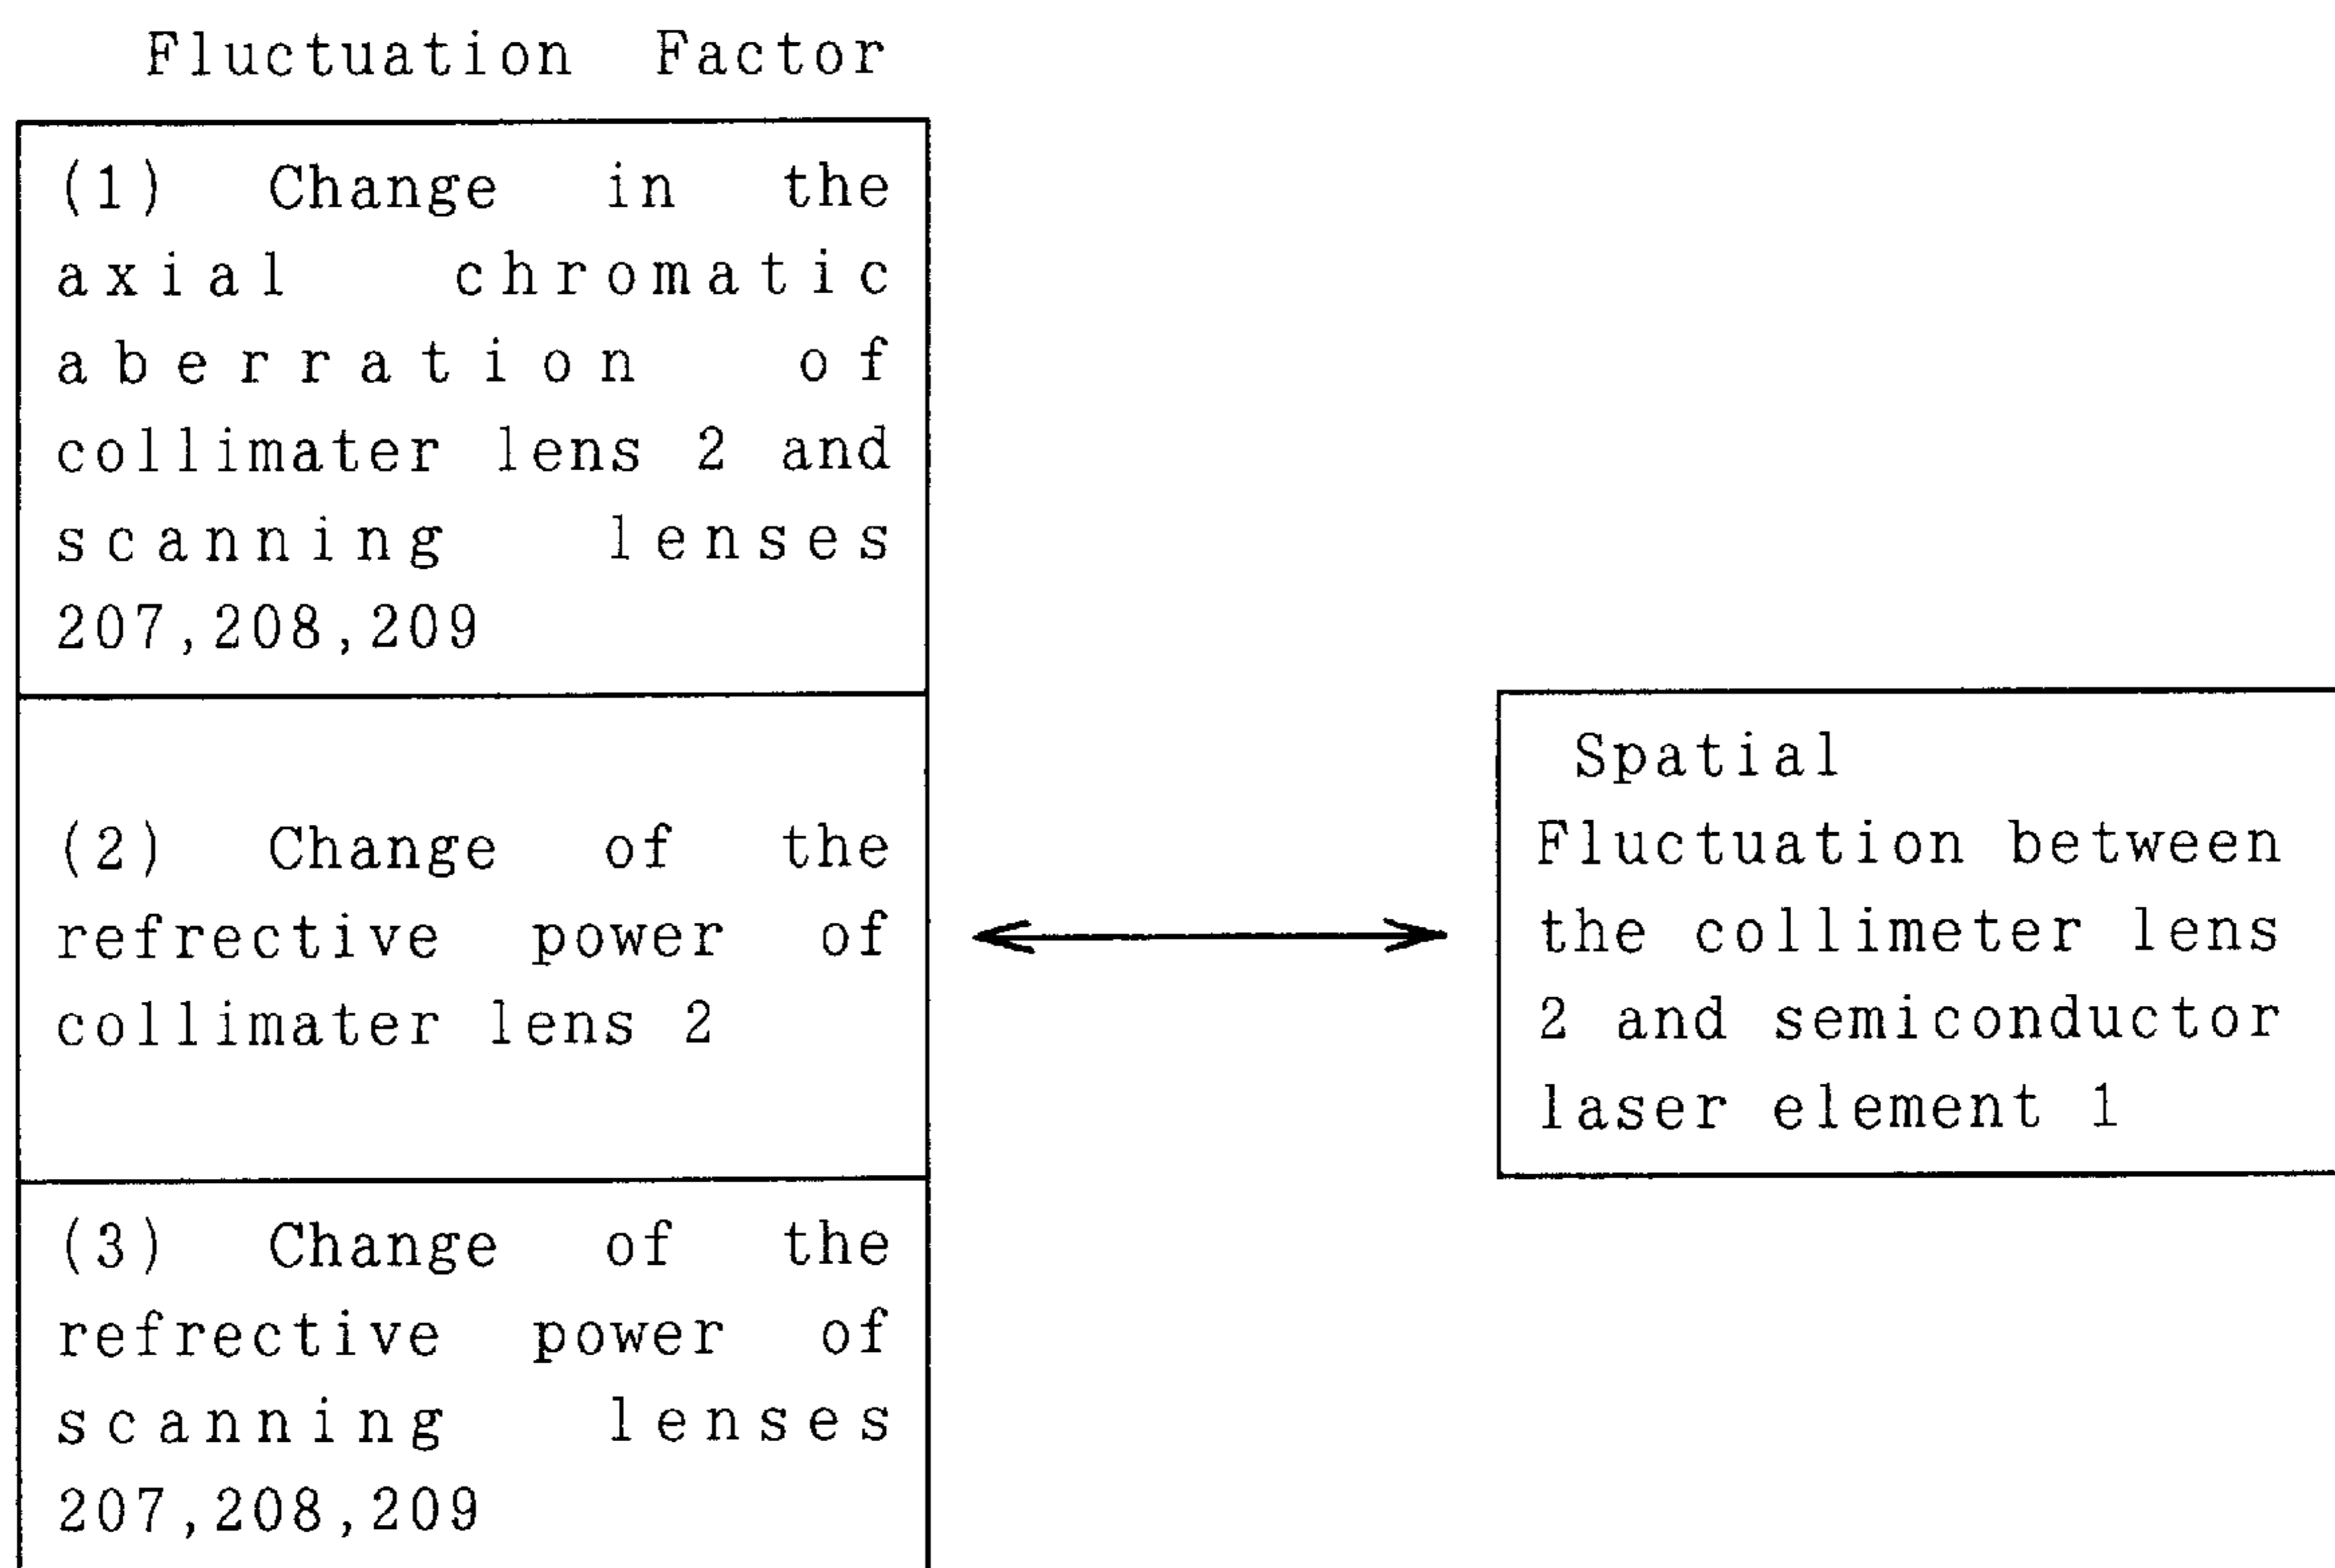 Fluctuation Factor
(1) Change in the
axial chromatic
aberration of
collimater lens 2 and
scanning lenses
207,208,209
(2) Change of the
refrective power of
collimater lens 2
(3) Change of the
refrective power of
scanning lenses
207,208,209
Spatial
Fluctuation between
the collimeter lens
2 and semiconductor
laser element 1